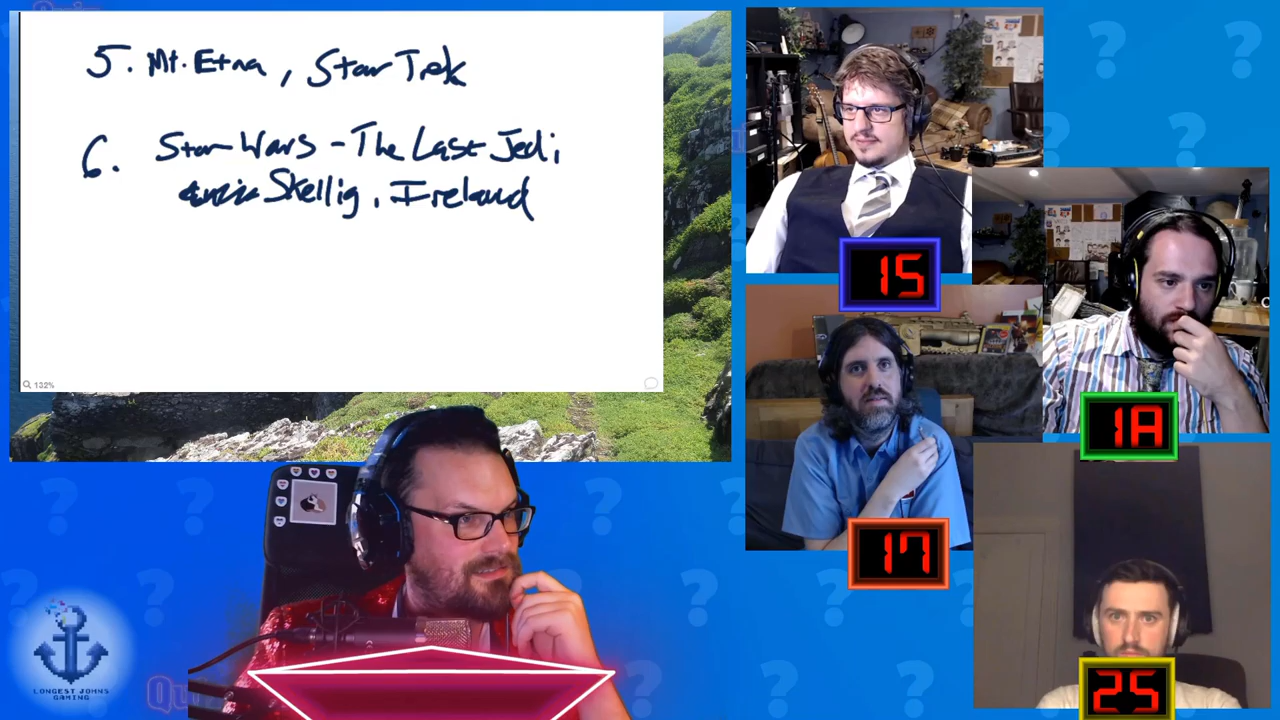 5. Mt. Etna, Star Trek
6. Star Wars - The Last Jedi
Skellig, Ireland
132%
15
1A
17
25
LONGEST JOHNS
GAMING